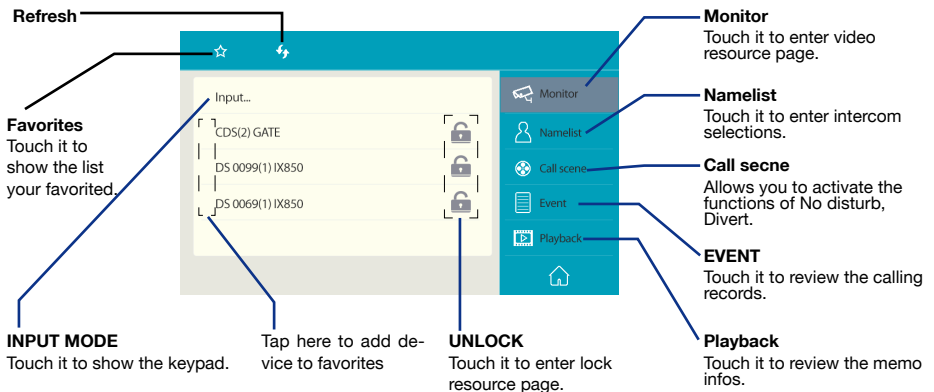 Refresh
Favorites
Touch it to
show the list
your favorited.
INPUT MODE
Touch it to show the keypad.
Input...
CDS(2) GATE
DS 0099(1) IX850
DS 0069(1) IX850
Tap here to add de-
vice to favorites
UNLOCK
Touch it to enter lock
resource page.
Monitor
Namelist
Call scene
Event
Playback
Monitor
Touch it to enter video
resource page.
Namelist
Touch it to enter intercom
selections.
Call secne
Allows you to activate the
functions of No disturb,
Divert.
EVENT
Touch it to review the calling
records.
Playback
Touch it to review the memo
infos.